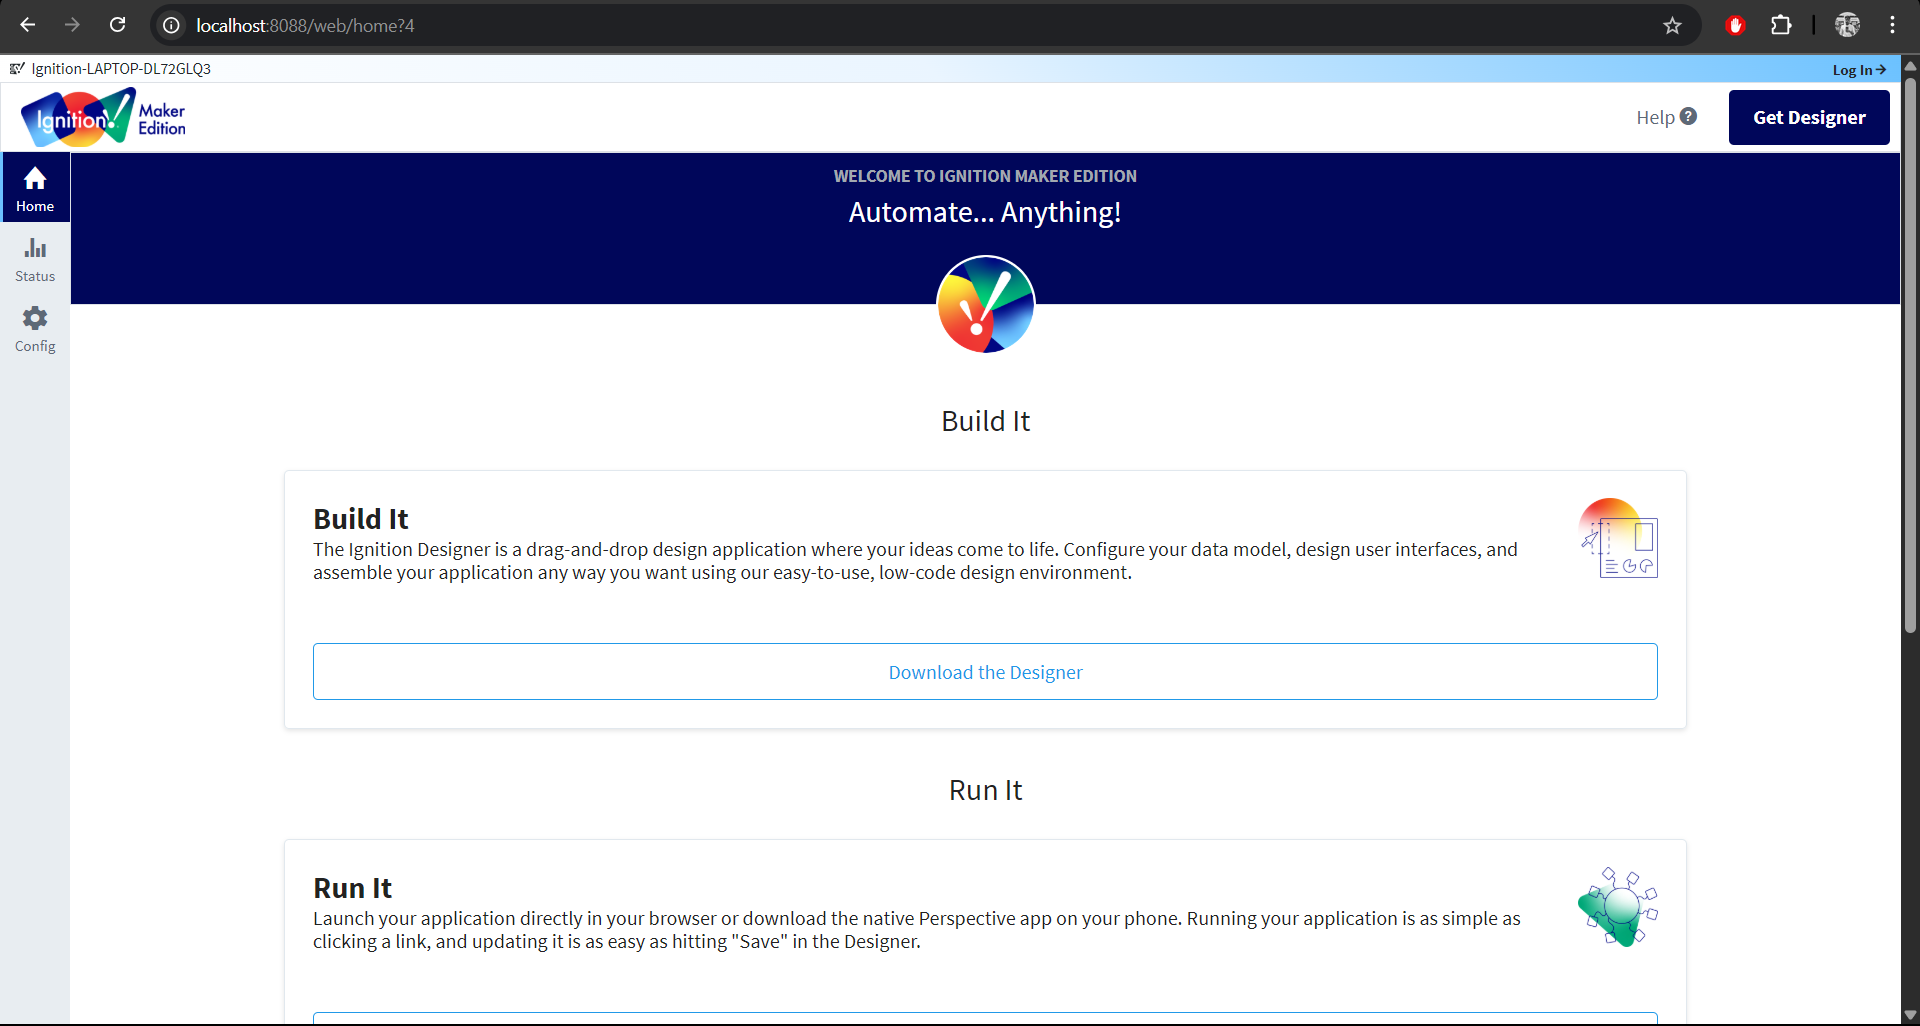 localhost:8088/web/home?4
Ignition-LAPTOP-DL72GLQ3
Log In
Ignition!
Maker
Edition
Help
Get Designer
Home
WELCOME TO IGNITION MAKER EDITION
Automate... Anything!
Status
Config
Build It
Build It
The Ignition Designer is a drag-and-drop design application where your ideas come to life. Configure your data model, design user interfaces, and
assemble your application any way you want using our easy-to-use, low-code design environment.
Download the Designer
Run It
Run It
Launch your application directly in your browser or download the native Perspective app on your phone. Running your application is as simple as
clicking a link, and updating it is as easy as hitting "Save" in the Designer.